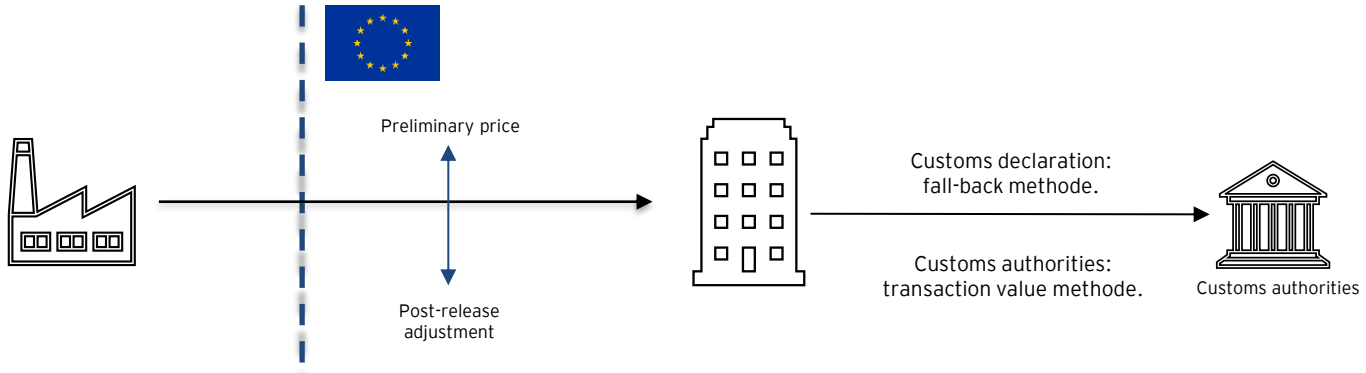 Preliminary price
Post-release
adjustment
Customs declaration:
fall-back methode.
Customs authorities:
transaction value methode.
Customs authorities